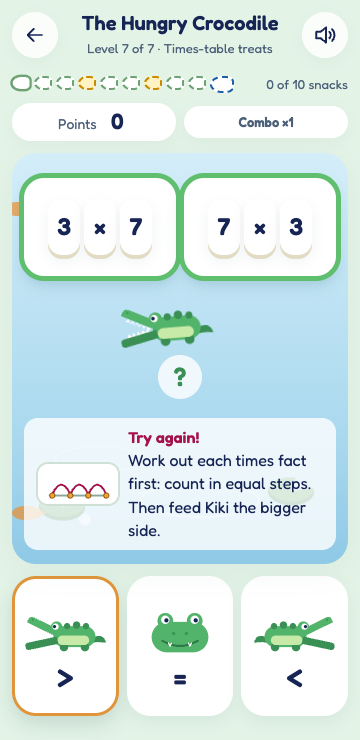 The Hungry Crocodile
Level 7 of 7 · Times-table treats
0 of 10 snacks
Points 0
Combo ×1
3 × 7
7 × 3
?
Try again!
Work out each times fact
first: count in equal steps.
Then feed Kiki the bigger
side.
>
=
<